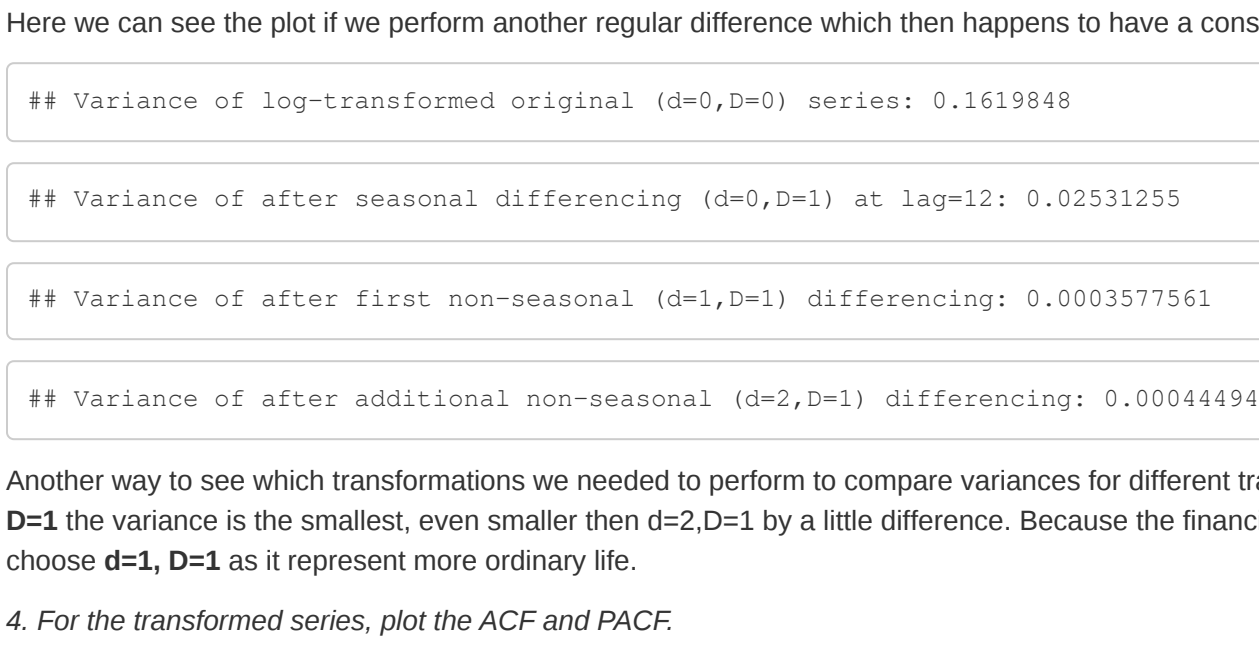 Here we can see the plot if we perform another regular difference which then happens to have a cons
## Variance of log-transformed original (d=0,D=0) series: 0.1619848
## Variance of after seasonal differencing (d=0,D=1) at lag=12: 0.02531255
## Variance of after first non-seasonal (d=1,D=1) differencing: 0.0003577561
## Variance of after additional non-seasonal (d=2,D=1) differencing: 0.00044494
Another way to see which transformations we needed to perform to compare variances for different tra
D=1 the variance is the smallest, even smaller then d=2,D=1 by a little difference. Because the financ
choose d=1, D=1 as it represent more ordinary life.
4. For the transformed series, plot the ACF and PACF.